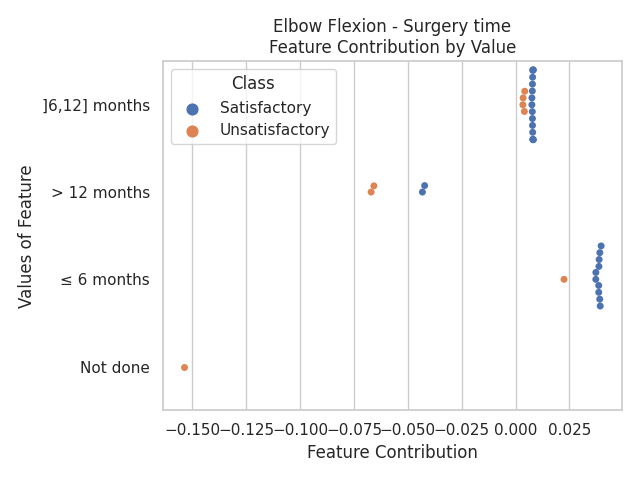 Elbow Flexion - Surgery time
Feature Contribution by Value
Class
Satisfactory
Unsatisfactory
Values of Feature
]6,12] months
> 12 months
≤ 6 months
Not done
−0.150 −0.125 −0.100 −0.075 −0.050 −0.025 0.000 0.025
Feature Contribution